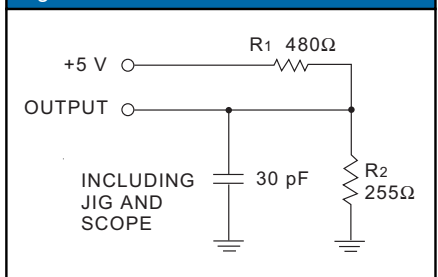 R1 480Ω
+5 V
OUTPUT
INCLUDING
JIG AND
SCOPE
30 pF
R2
255Ω